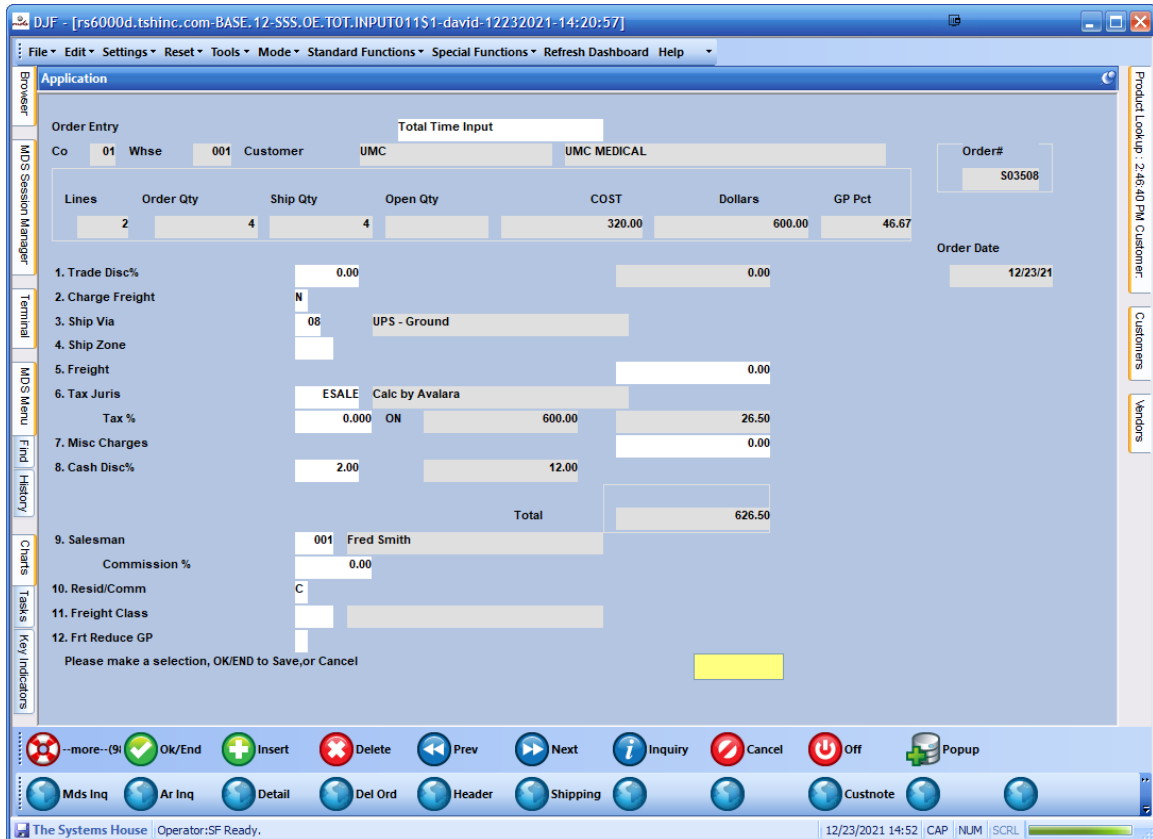 DJF - [rs6000d.tshinc.com-BASE.12-SSS.OE.TOT.INPUT011$1-david-12232021-14:20:57]
File Edit Settings Reset Tools Mode Standard Functions Special Functions Refresh Dashboard Help
Application
Order Entry Total Time Input
Co 01 Whse 001 Customer UMC UMC MEDICAL Order#
S03508
Lines Order Qty Ship Qty Open Qty COST Dollars GP Pct
2 4 4 320.00 600.00 46.67
Order Date
1. Trade Disc% 0.00 0.00 12/23/21
2. Charge Freight N
3. Ship Via 08 UPS - Ground
4. Ship Zone
5. Freight 0.00
6. Tax Juris ESALE Calc by Avalara
Tax % 0.000 ON 600.00 26.50
7. Misc Charges 0.00
8. Cash Disc% 2.00 12.00
Total 626.50
9. Salesman 001 Fred Smith
Commission % 0.00
10. Resid/Comm C
11. Freight Class
12. Frt Reduce GP
Please make a selection, OK/END to Save,or Cancel
Browser
MDS Session Manager
Terminal
MDS Menu
Find
History
Charts
Tasks
Key Indicators
Product Lookup : 2:46:40 PM Customer:
Customers
Vendors
--more--(98 Ok/End Insert Delete Prev Next Inquiry Cancel Off Popup
Mds Inq Ar Inq Detail Del Ord Header Shipping Custnote
The Systems House Operator:SF Ready. 12/23/2021 14:52 CAP NUM SCRL